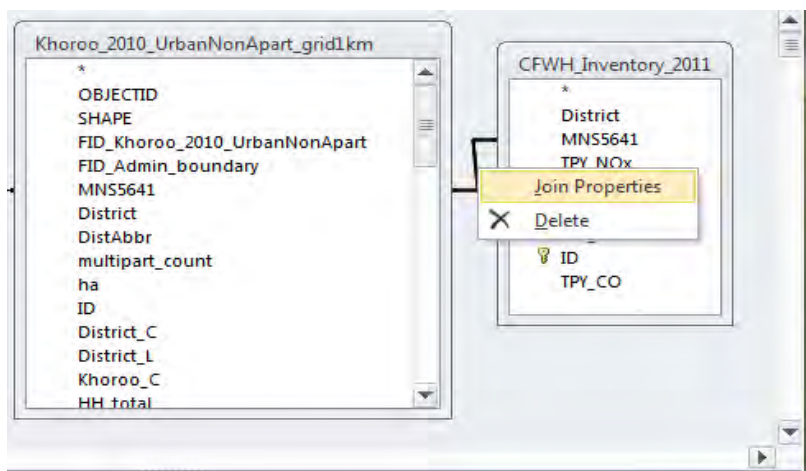 Khoroo_2010_UrbanNonApart_grid1km
*
OBJECTID
SHAPE
FID_Khoroo_2010_UrbanNonApart
FID_Admin_boundary
MNS5641
District
DistAbbr
multipart_count
ha
ID
District_C
District_L
Khoroo_C
HH_total
CFWH_Inventory_2011
*
District
MNS5641
TPY_NOx
Join Properties
Delete
ID
TPY_CO